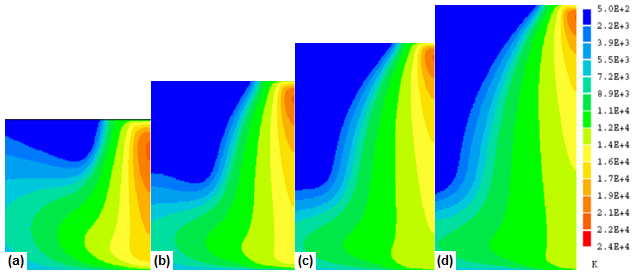 5.0E+2
2.2E+3
3.9E+3
5.6E+3
7.2E+3
8.9E+3
1.1E+4
1.2E+4
1.4E+4
1.6E+4
1.7E+4
1.9E+4
2.1E+4
2.2E+4
2.4E+4
K
(a) (b) (c) (d)